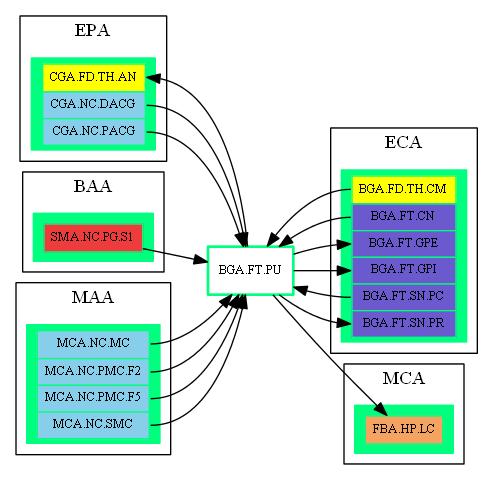 EPA
CGA.FD.TH.AN
CGA.NC.DACG
CGA.NC.PACG
BAA
SMA.NC.PG.S1
MAA
MCA.NC.MC
MCA.NC.PMC.F2
MCA.NC.PMC.F5
MCA.NC.SMC
BGA.FT.PU
ECA
BGA.FD.TH.CM
BGA.FT.CN
BGA.FT.GPE
BGA.FT.GPI
BGA.FT.SN.PC
BGA.FT.SN.PR
MCA
FBA.HP.LC